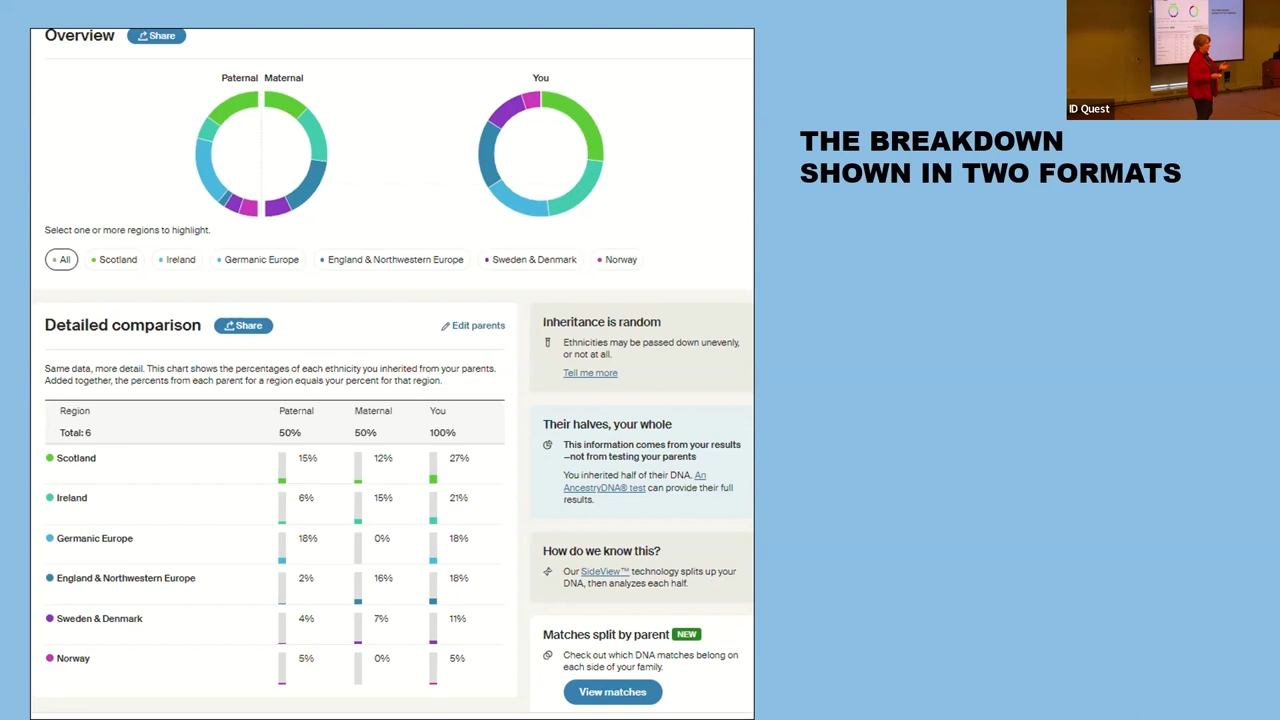 Overview
Share
Paternal Maternal
You
Select one or more regions to highlight.
All
Scotland
Ireland
Germanic Europe
England & Northwestern Europe
Sweden & Denmark
Norway
Detailed comparison
Share
Edit parents
Same data, more detail. This chart shows the percentages of each ethnicity you inherited from your parents.
Added together, the percents from each parent for a region equals your percent for that region.
Region Paternal Maternal You
Total: 6 50% 50% 100%
Scotland 15% 12% 27%
Ireland 6% 15% 21%
Germanic Europe 18% 0% 18%
England & Northwestern Europe 2% 16% 18%
Sweden & Denmark 4% 7% 11%
Norway 5% 0% 5%
Inheritance is random
Ethnicities may be passed down unevenly,
or not at all.
Tell me more
Their halves, your whole
This information comes from your results
—not from testing your parents
You inherited half of their DNA. An
AncestryDNA® test can provide their full
results.
How do we know this?
Our SideView™ technology splits up your
DNA, then analyzes each half.
Matches split by parent NEW
Check out which DNA matches belong on
each side of your family.
View matches
THE BREAKDOWN
SHOWN IN TWO FORMATS
ID Quest